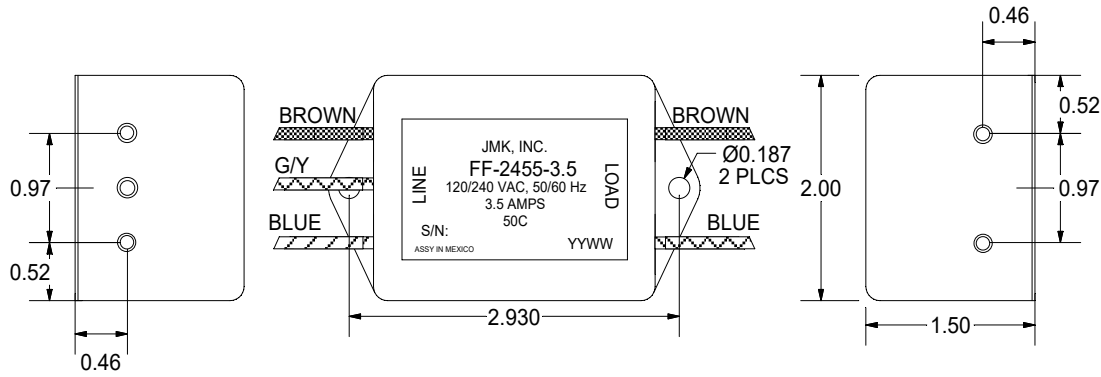 0.46
0.52
0.97
0.97
0.52
0.46
BROWN
G/Y
BLUE
JMK, INC.
FF-2455-3.5
120/240 VAC, 50/60 Hz
3.5 AMPS
50C
LINE
LOAD
S/N:
YYWW
ASSY IN MEXICO
BROWN
Ø0.187
2 PLCS
BLUE
2.00
2.930
1.50